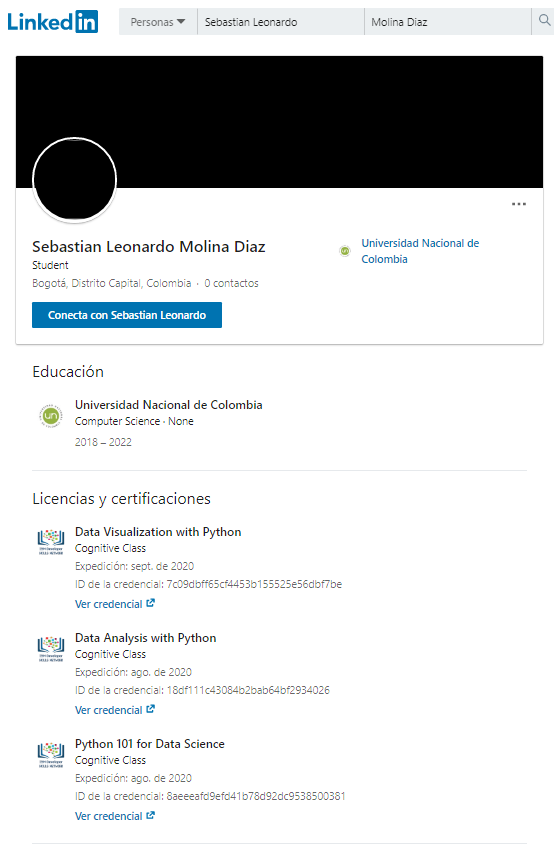 LinkedIn Personas Sebastian Leonardo Molina Diaz
Sebastian Leonardo Molina Diaz
Student
Bogotá, Distrito Capital, Colombia · 0 contactos
Universidad Nacional de
Colombia
Conecta con Sebastian Leonardo
Educación
un
Universidad Nacional de Colombia
Computer Science · None
2018 – 2022
Licencias y certificaciones
Data Visualization with Python
Cognitive Class
Expedición: sept. de 2020
ID de la credencial: 7c09dbff65cf4453b155525e56dbf7be
Ver credencial
Data Analysis with Python
Cognitive Class
Expedición: ago. de 2020
ID de la credencial: 18df111c43084b2bab64bf2934026
Ver credencial
Python 101 for Data Science
Cognitive Class
Expedición: ago. de 2020
ID de la credencial: 8aeeeafd9efd41b78d92dc9538500381
Ver credencial